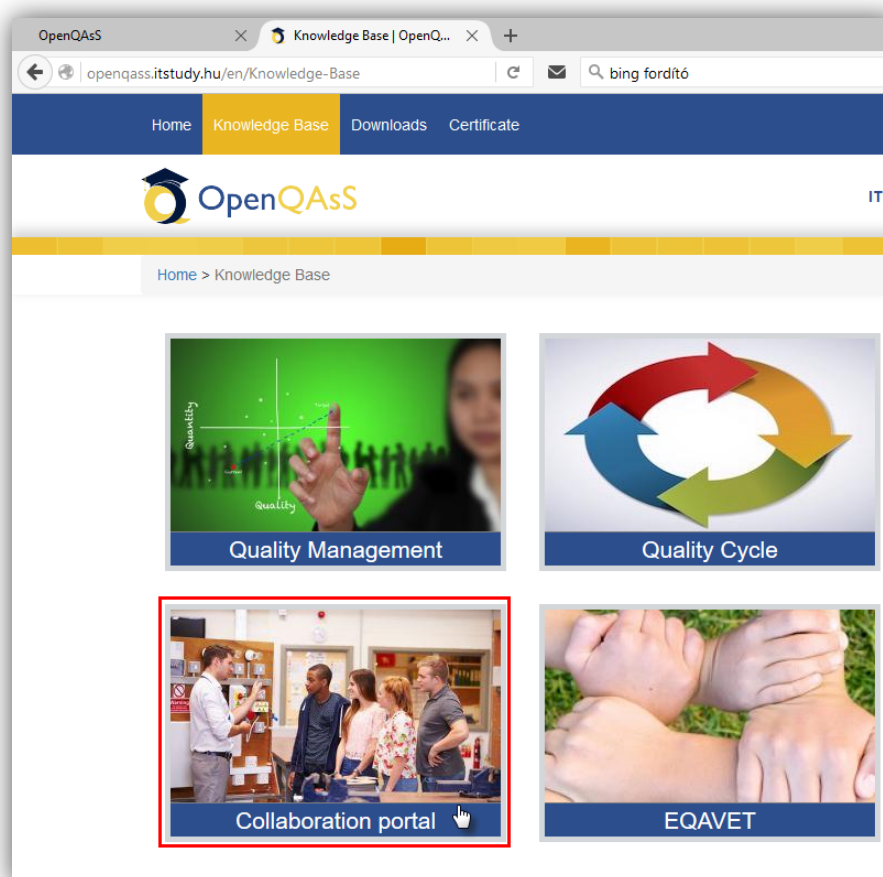 OpenQAsS
Knowledge Base | OpenQ...
openqass.itstudy.hu/en/Knowledge-Base
bing fordító
Home
Knowledge Base
Downloads
Certificate
OpenQAsS
IT
Home > Knowledge Base
Quantity
Quality
Quality Management
Quality Cycle
Collaboration portal
EQAVET